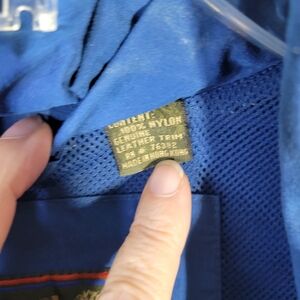 CONTENT:
100% NYLON
GENUINE
LEATHER TRIM
RN # 76382
MADE IN HONG KONG